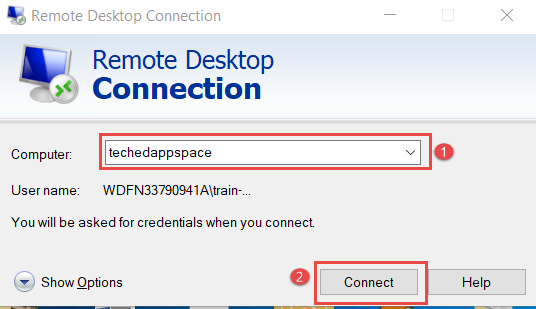 Remote Desktop Connection
Remote Desktop
Connection
Computer: techedappspace 1
User name: WDFN33790941A\train-...
You will be asked for credentials when you connect.
Show Options 2 Connect Help